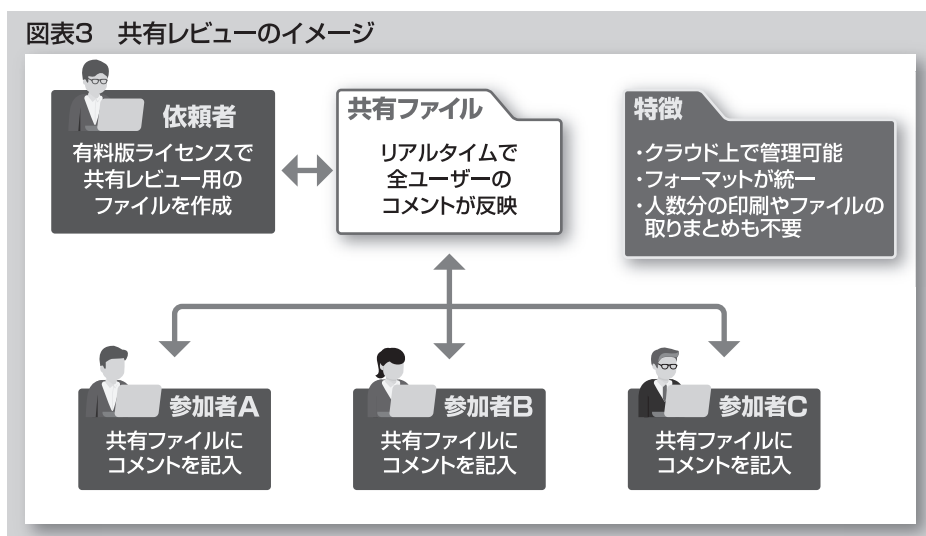 図表3　共有レビューのイメージ
依頼者
有料版ライセンスで
共有レビュー用の
ファイルを作成
共有ファイル
リアルタイムで
全ユーザーの
コメントが反映
特徴
・クラウド上で管理可能
・フォーマットが統一
・人数分の印刷やファイルの
取りまとめも不要
参加者A
共有ファイルに
コメントを記入
参加者B
共有ファイルに
コメントを記入
参加者C
共有ファイルに
コメントを記入